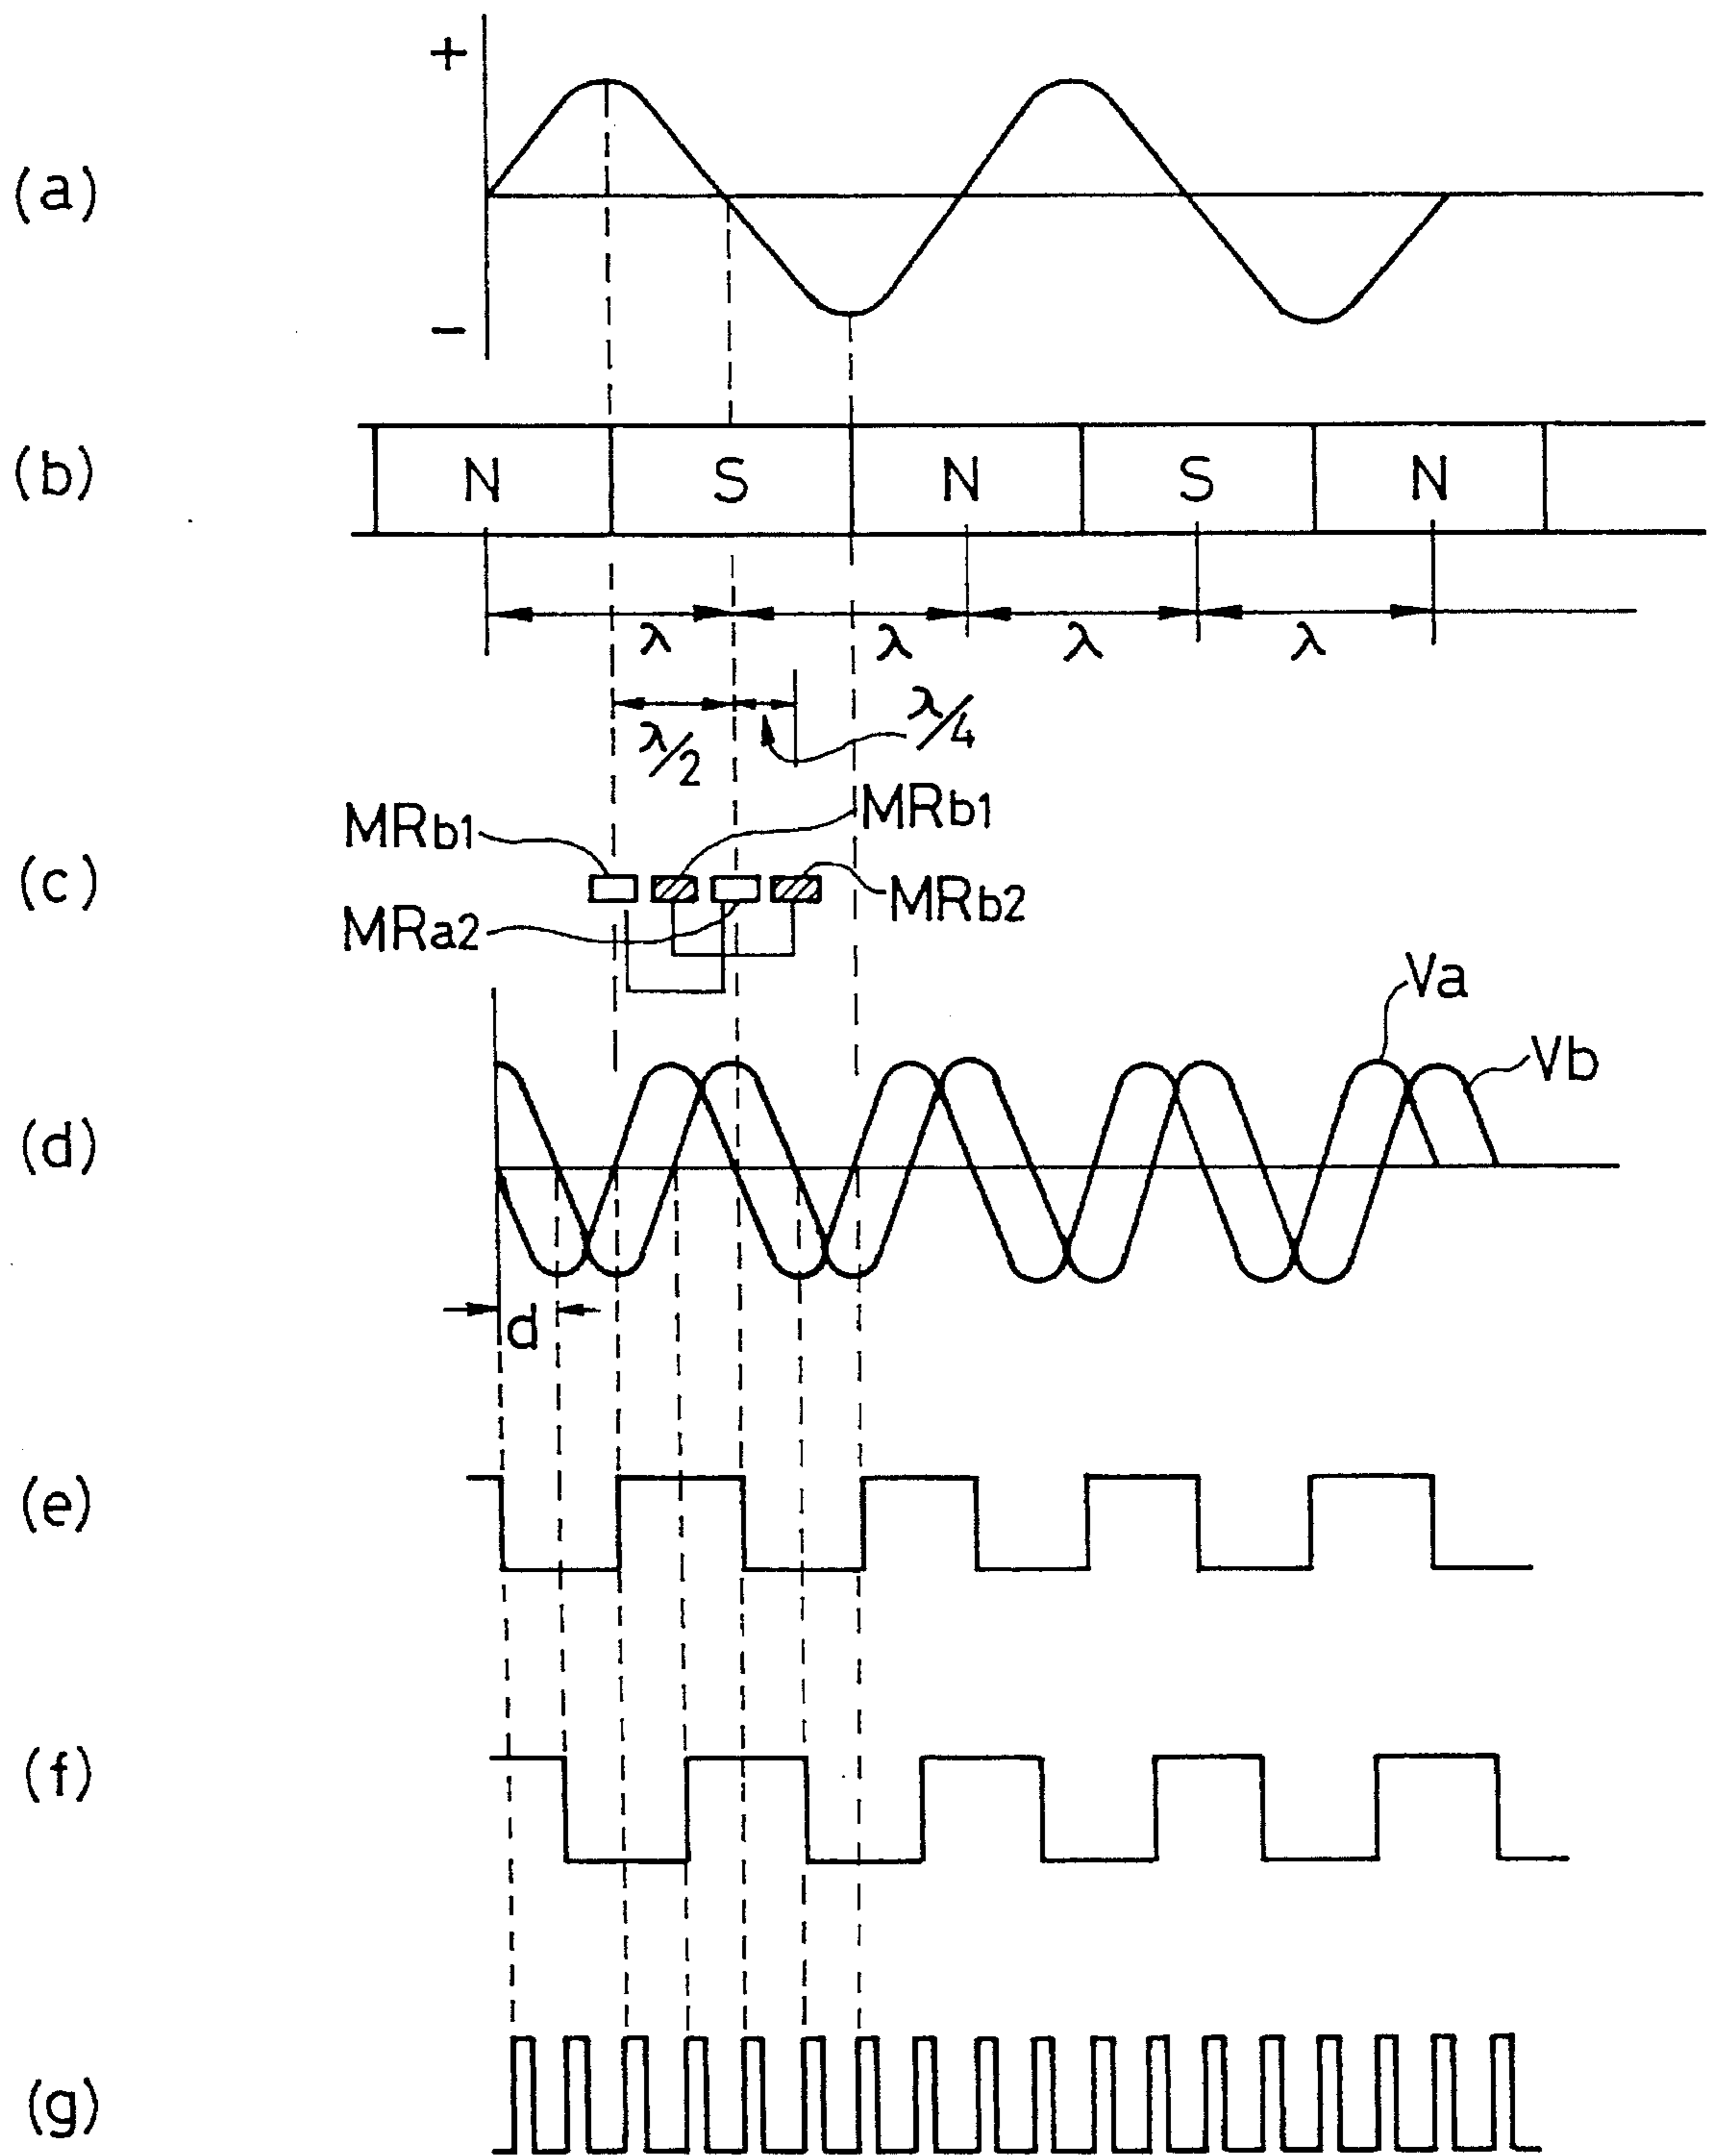 +
(a)
−
(b) N S N S N
λ λ λ λ
λ/2 λ/4
MRb1 MRb1
(c)
MRa2 MRb2
Va
Vb
(d)
d
(e)
(f)
(g)